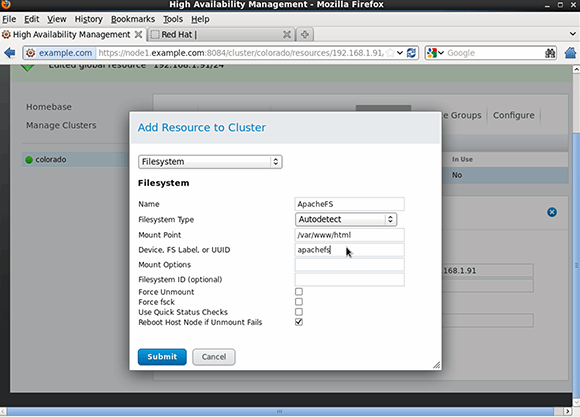 High Availability Management - Mozilla Firefox
File Edit View History Bookmarks Tools Help
High Availability Management Red Hat |
example.com https://node1.example.com:8084/cluster/colorado/resources/192.168.1.91, Google
Edited global resource 192.168.1.91/24
Homebase
Manage Clusters
e Groups Configure
colorado
In Use
No
168.1.91
Add Resource to Cluster
Filesystem
Filesystem
Name ApacheFS
Filesystem Type Autodetect
Mount Point /var/www/html
Device, FS Label, or UUID apachefs
Mount Options
Filesystem ID (optional)
Force Unmount
Force fsck
Use Quick Status Checks
Reboot Host Node if Unmount Fails
Submit Cancel